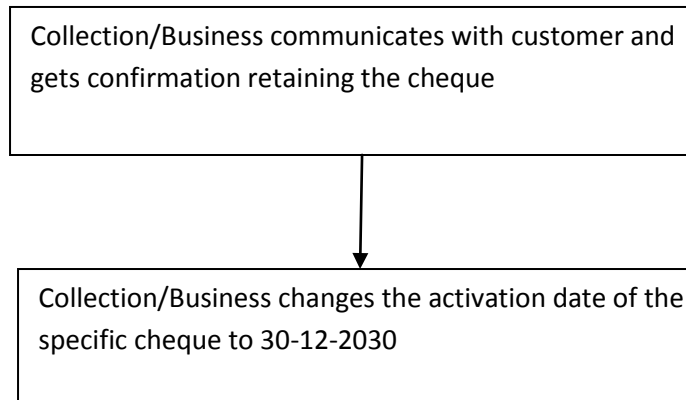 Collection/Business communicates with customer and
gets confirmation retaining the cheque
Collection/Business changes the activation date of the
specific cheque to 30-12-2030